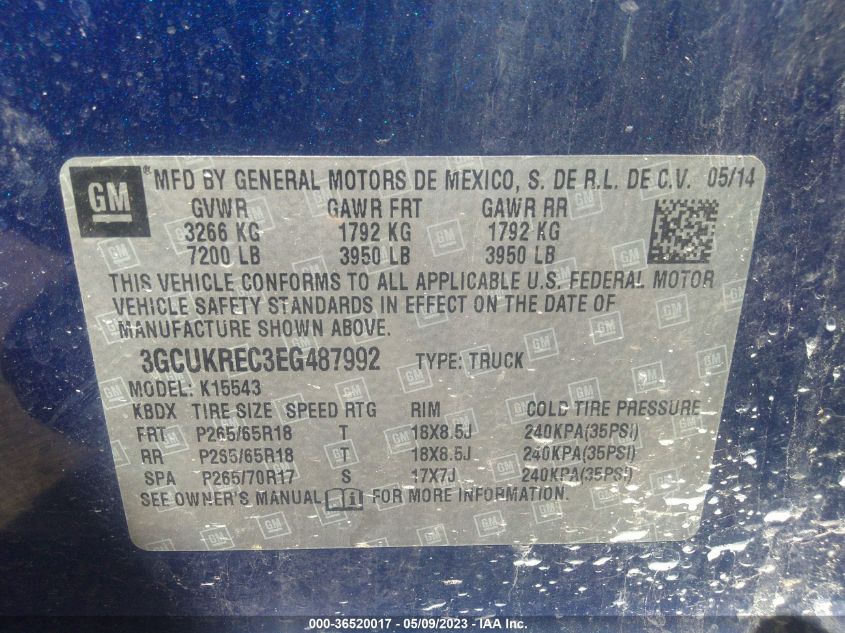 GM * MFD BY GENERAL MOTORS DE MEXICO, S. DE R.L. DE C.V. 05/14
GVWR GAWR FRT GAWR RR
3266 KG 1792 KG 1792 KG
7200 LB 3950 LB 3950 LB
THIS VEHICLE CONFORMS TO ALL APPLICABLE U.S. FEDERAL MOTOR
VEHICLE SAFETY STANDARDS IN EFFECT ON THE DATE OF
MANUFACTURE SHOWN ABOVE.
3GCUKREC3EG487992 TYPE: TRUCK
MODEL: K15543
KBDX TIRE SIZE SPEED RTG RIM COLD TIRE PRESSURE
FRT P265/65R18 T 18X8.5J 240KPA(35PSI)
RR P265/65R18 T 18X8.5J 240KPA(35PSI)
SPA P265/70R17 S 17X7J 240KPA(35PSI)
SEE OWNER'S MANUAL FOR MORE INFORMATION.
000-36520017 - 05/09/2023 - IAA Inc.